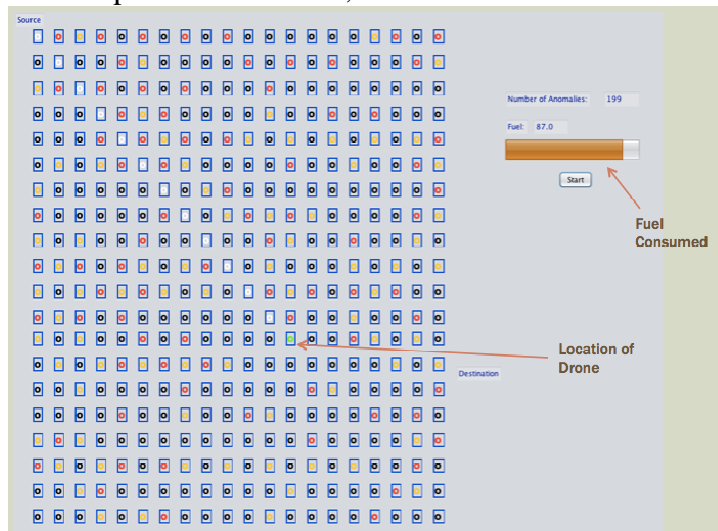 Source
Number of Anomalies: 199
Fuel: 87.0
Start
Fuel
Consumed
Location of
Drone
Destination